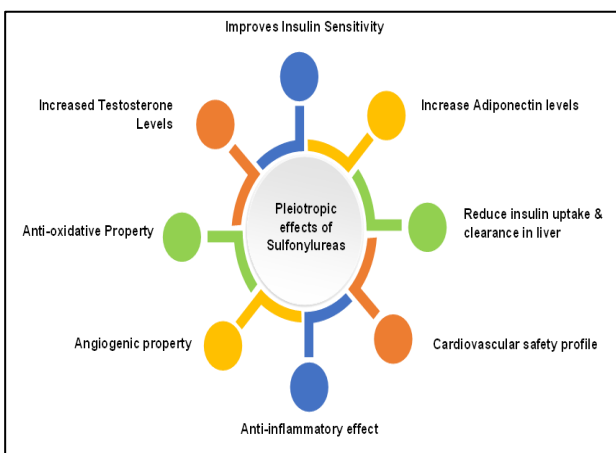 Improves Insulin Sensitivity
Increased Testosterone
Levels
Increase Adiponectin levels
Pleiotropic
effects of
Sulfonylureas
Anti-oxidative Property
Reduce insulin uptake &
clearance in liver
Angiogenic property
Cardiovascular safety profile
Anti-inflammatory effect